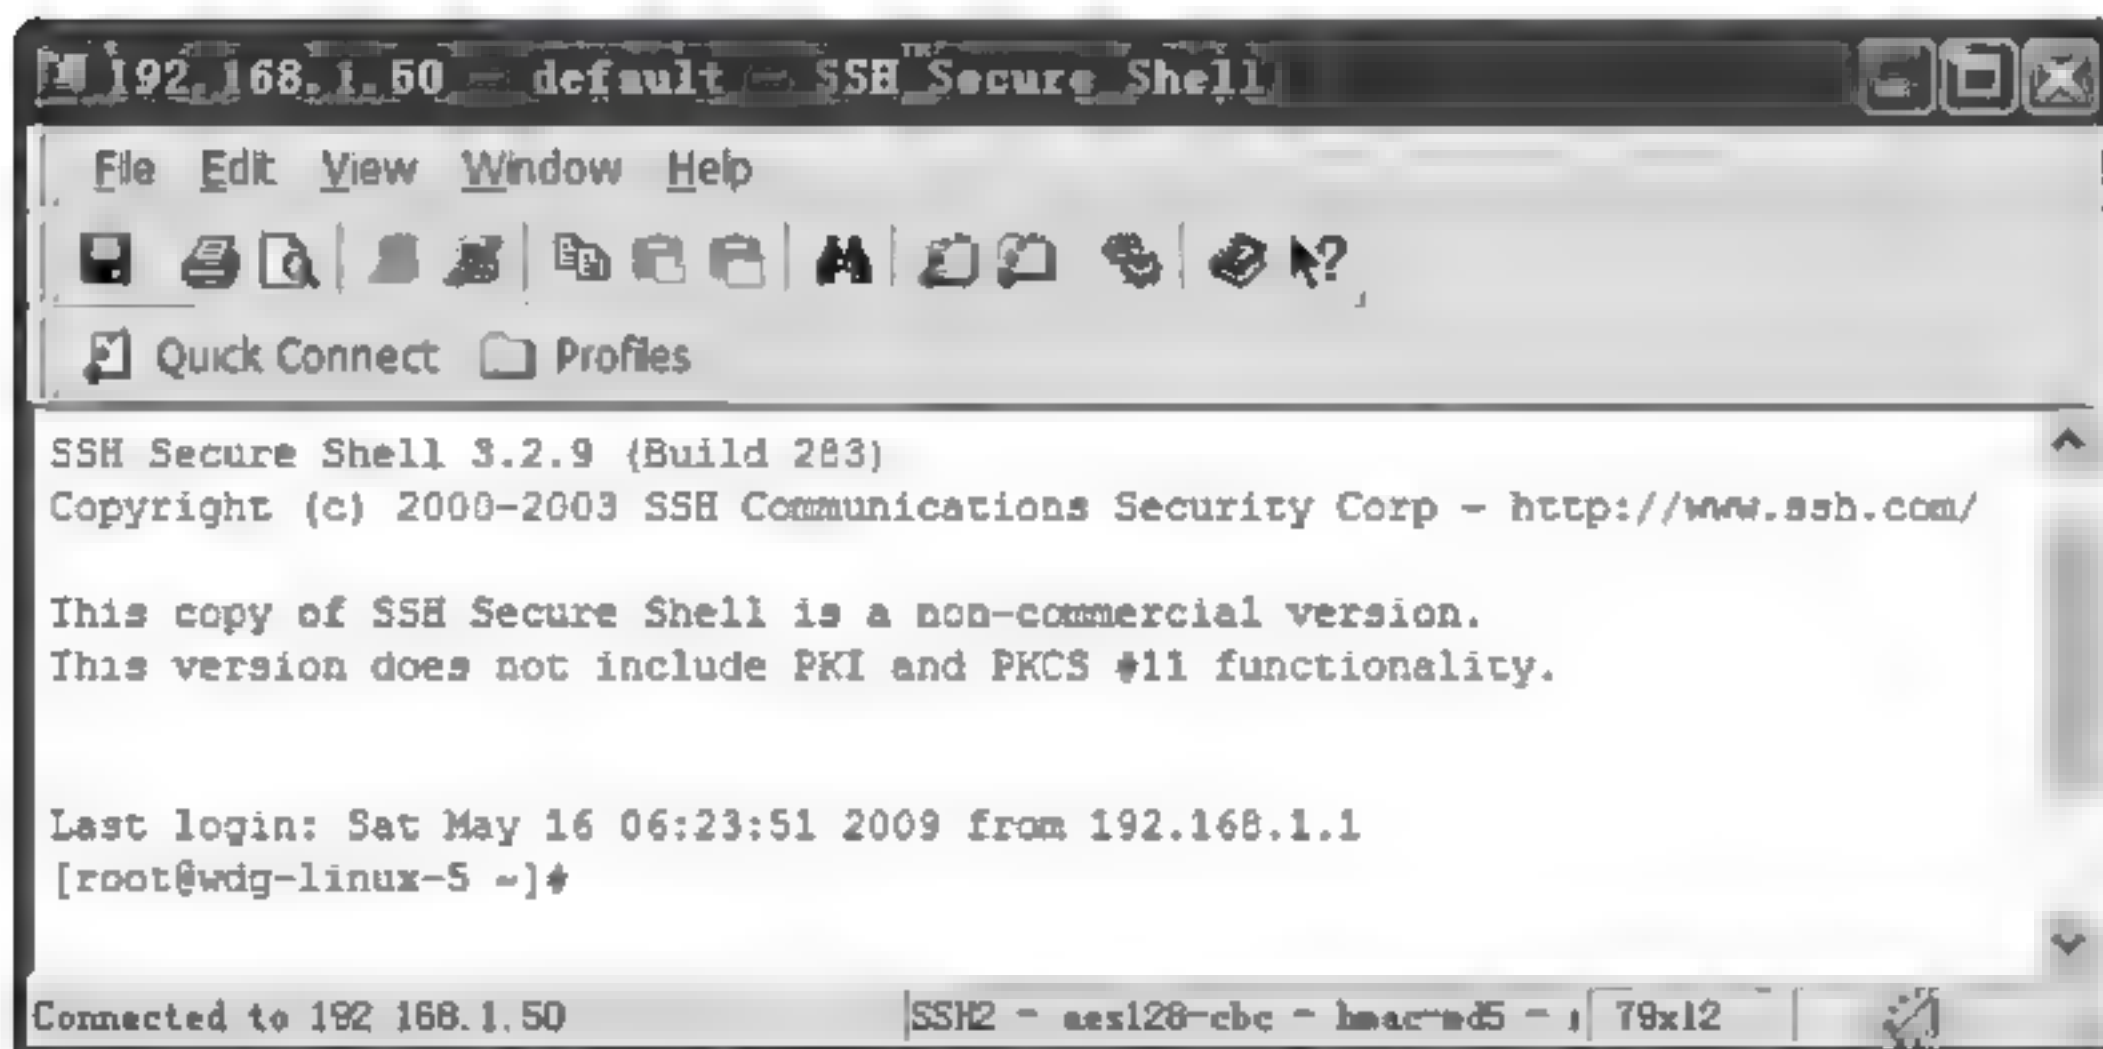 192.168.1.50 - default - SSH Secure Shell
File Edit View Window Help
Quick Connect Profiles
SSH Secure Shell 3.2.9 (Build 283)
Copyright (c) 2000-2003 SSH Communications Security Corp - http://www.ssh.com/
This copy of SSH Secure Shell is a non-commercial version.
This version does not include PKI and PKCS #11 functionality.
Last login: Sat May 16 06:23:51 2009 from 192.168.1.1
[root@wdg-linux-5 ~]#
Connected to 192.168.1.50
SSH2 - aes128-cbc - hmac-md5 -
79x12